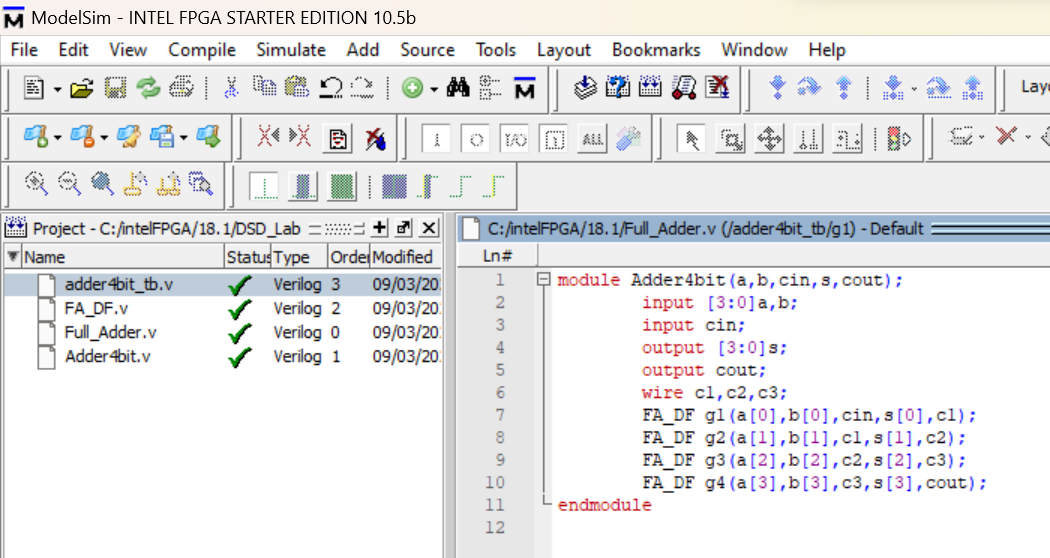 ModelSim - INTEL FPGA STARTER EDITION 10.5b
File Edit View Compile Simulate Add Source Tools Layout Bookmarks Window Help
I/O ALL
Project - C:/intelFPGA/18.1/DSD_Lab
Name Status Type Order Modified
adder4bit_tb.v Verilog 3 09/03/20
FA_DF.v Verilog 2 09/03/20
Full_Adder.v Verilog 0 09/03/20
Adder4bit.v Verilog 1 09/03/20
C:/intelFPGA/18.1/Full_Adder.v (/adder4bit_tb/g1) - Default
Ln#
1 module Adder4bit(a,b,cin,s,cout);
2 input [3:0]a,b;
3 input cin;
4 output [3:0]s;
5 output cout;
6 wire c1,c2,c3;
7 FA_DF g1(a[0],b[0],cin,s[0],c1);
8 FA_DF g2(a[1],b[1],c1,s[1],c2);
9 FA_DF g3(a[2],b[2],c2,s[2],c3);
10 FA_DF g4(a[3],b[3],c3,s[3],cout);
11 endmodule
12